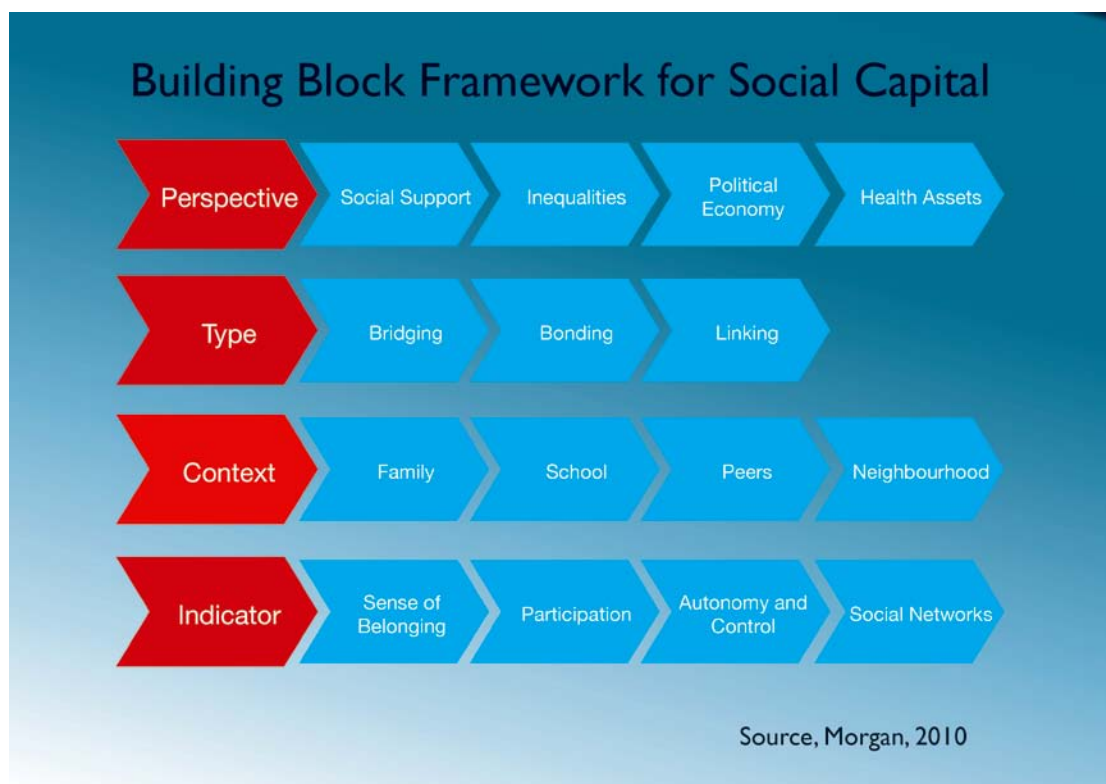 Building Block Framework for Social Capital
Perspective
Social Support
Inequalities
Political
Economy
Health Assets
Type
Bridging
Bonding
Linking
Context
Family
School
Peers
Neighbourhood
Indicator
Sense of
Belonging
Participation
Autonomy and
Control
Social Networks
Source, Morgan, 2010